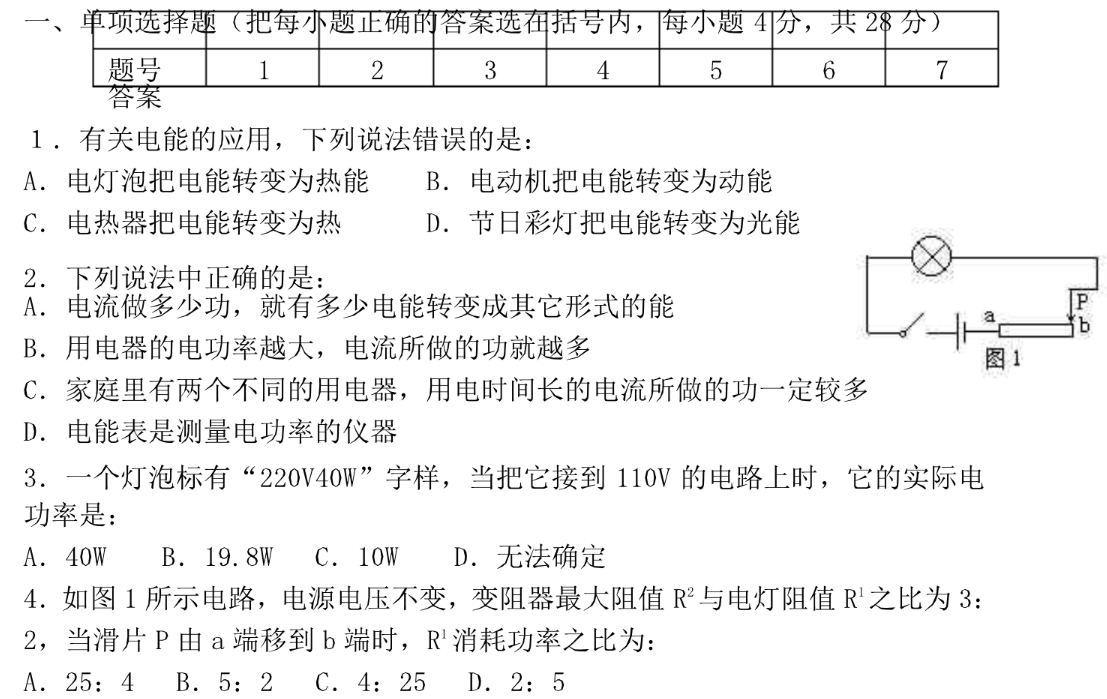 一、单项选择题（把每小题正确的答案选在括号内，每小题 4 分，共 28 分）
题号 1 2 3 4 5 6 7
答案
1．有关电能的应用，下列说法错误的是：
A．电灯泡把电能转变为热能 B．电动机把电能转变为动能
C．电热器把电能转变为热 D．节日彩灯把电能转变为光能
2．下列说法中正确的是：
A．电流做多少功，就有多少电能转变成其它形式的能
B．用电器的电功率越大，电流所做的功就越多
C．家庭里有两个不同的用电器，用电时间长的电流所做的功一定较多
D．电能表是测量电功率的仪器
P
a
b
图 1
3．一个灯泡标有“220V40W”字样，当把它接到 110V 的电路上时，它的实际电
功率是：
A．40W B．19.8W C．10W D．无法确定
4．如图 1 所示电路，电源电压不变，变阻器最大阻值 R²与电灯阻值 R¹之比为 3：
2，当滑片 P 由 a 端移到 b 端时，R¹消耗功率之比为：
A．25：4 B．5：2 C．4：25 D．2：5